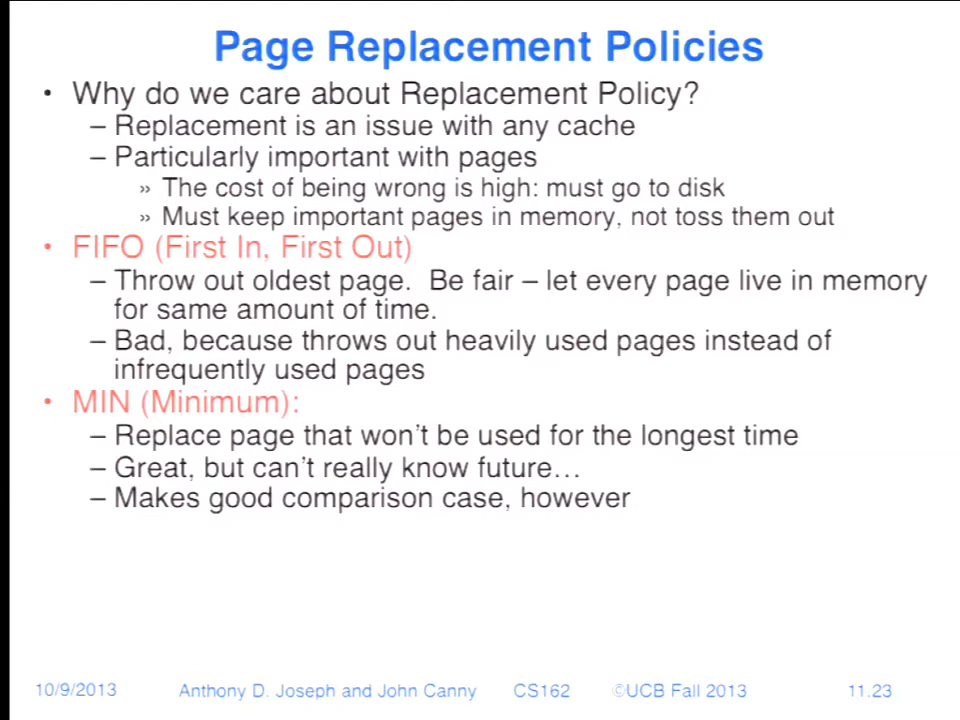 Page Replacement Policies
• Why do we care about Replacement Policy?
– Replacement is an issue with any cache
– Particularly important with pages
» The cost of being wrong is high: must go to disk
» Must keep important pages in memory, not toss them out
• FIFO (First In, First Out)
– Throw out oldest page.  Be fair – let every page live in memory
for same amount of time.
– Bad, because throws out heavily used pages instead of
infrequently used pages
• MIN (Minimum):
– Replace page that won't be used for the longest time
– Great, but can't really know future…
– Makes good comparison case, however
10/9/2013 Anthony D. Joseph and John Canny CS162 ©UCB Fall 2013 11.23